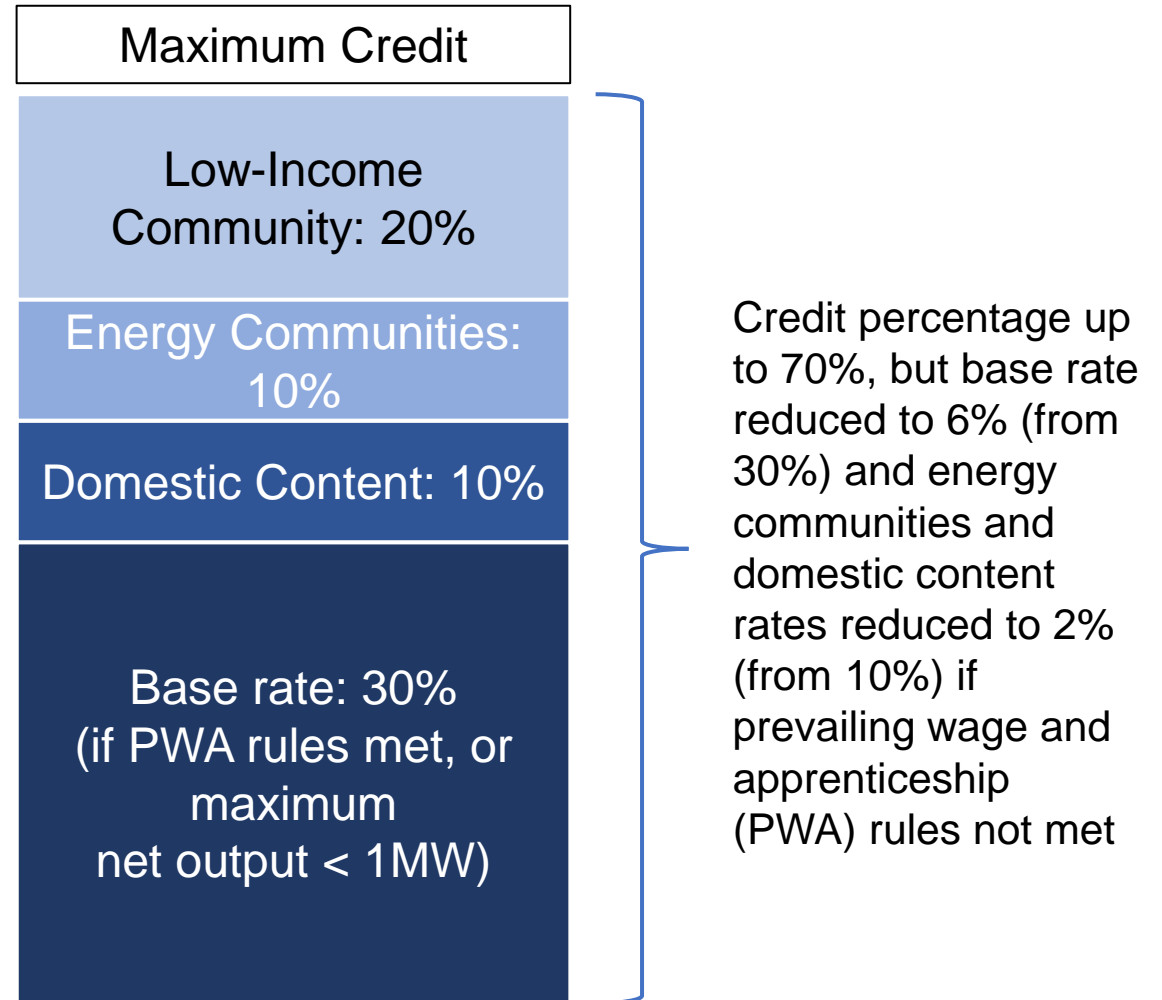 Maximum Credit
Low-Income
Community: 20%
Energy Communities:
10%
Domestic Content: 10%
Base rate: 30%
(if PWA rules met, or
maximum
net output < 1MW)
Credit percentage up
to 70%, but base rate
reduced to 6% (from
30%) and energy
communities and
domestic content
rates reduced to 2%
(from 10%) if
prevailing wage and
apprenticeship
(PWA) rules not met